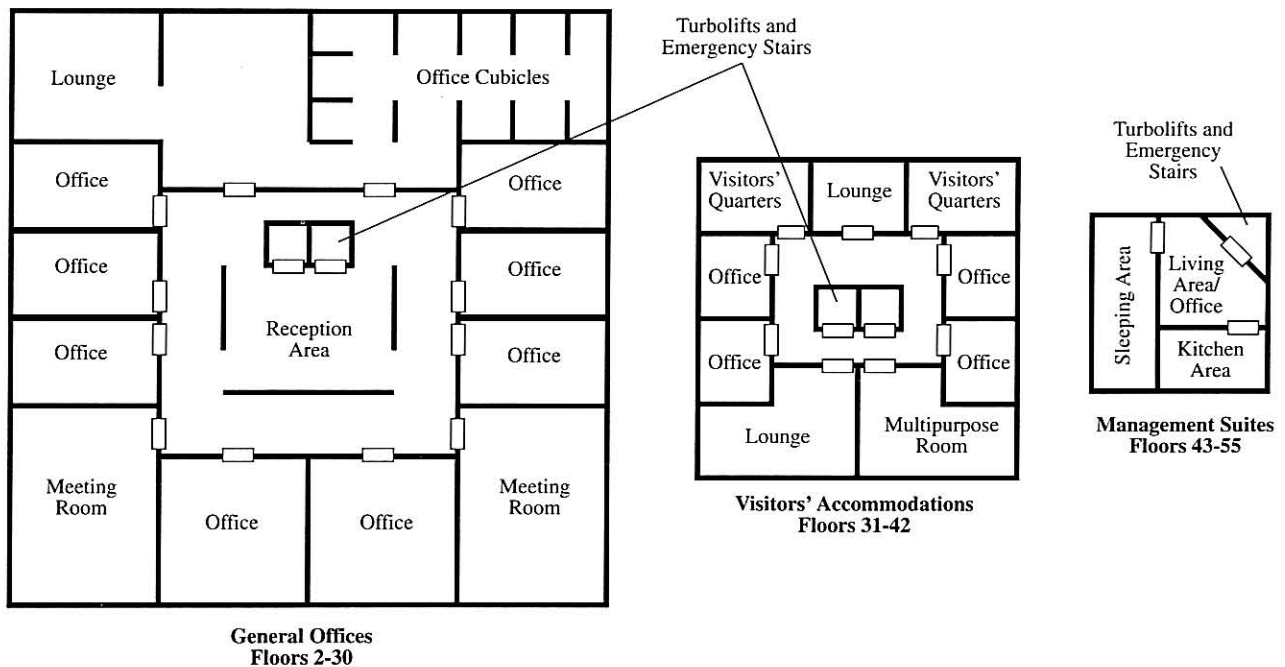 Turbolifts and
Emergency Stairs
Lounge
Office Cubicles
Office
Office
Office
Office
Reception
Area
Office
Office
Meeting
Room
Office
Office
Meeting
Room
General Offices
Floors 2-30
Visitors'
Quarters
Lounge
Visitors'
Quarters
Office
Office
Office
Office
Lounge
Multipurpose
Room
Visitors' Accommodations
Floors 31-42
Turbolifts and
Emergency
Stairs
Sleeping Area
Living
Area/
Office
Kitchen
Area
Management Suites
Floors 43-55